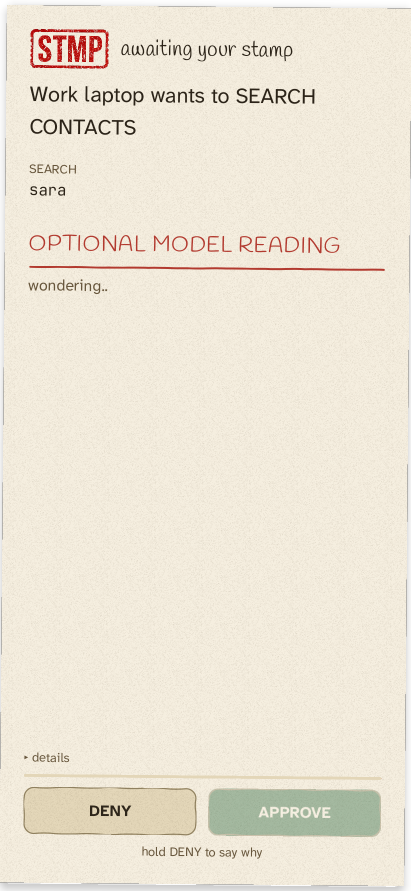 STMP awaiting your stamp
Work laptop wants to SEARCH
CONTACTS
SEARCH
sara
OPTIONAL MODEL READING
wondering..
▸ details
DENY APPROVE
hold DENY to say why